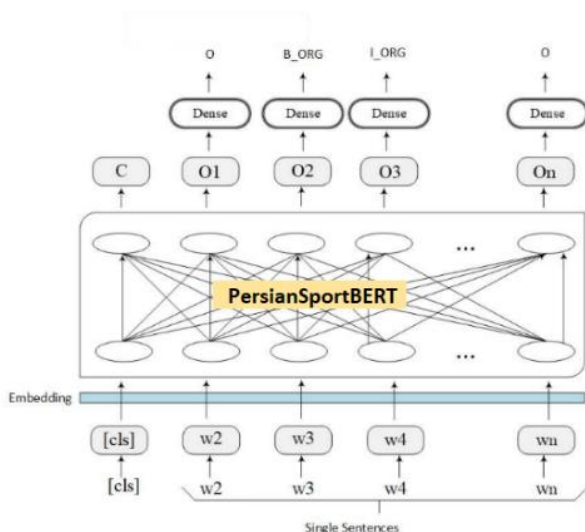 O B_ORG I_ORG O
Dense Dense Dense Dense
C O1 O2 O3 On
...
PersianSportBERT
...
Embedding
[cls] w2 w3 w4 wn
[cls] w2 w3 w4 wn
Single Sentences